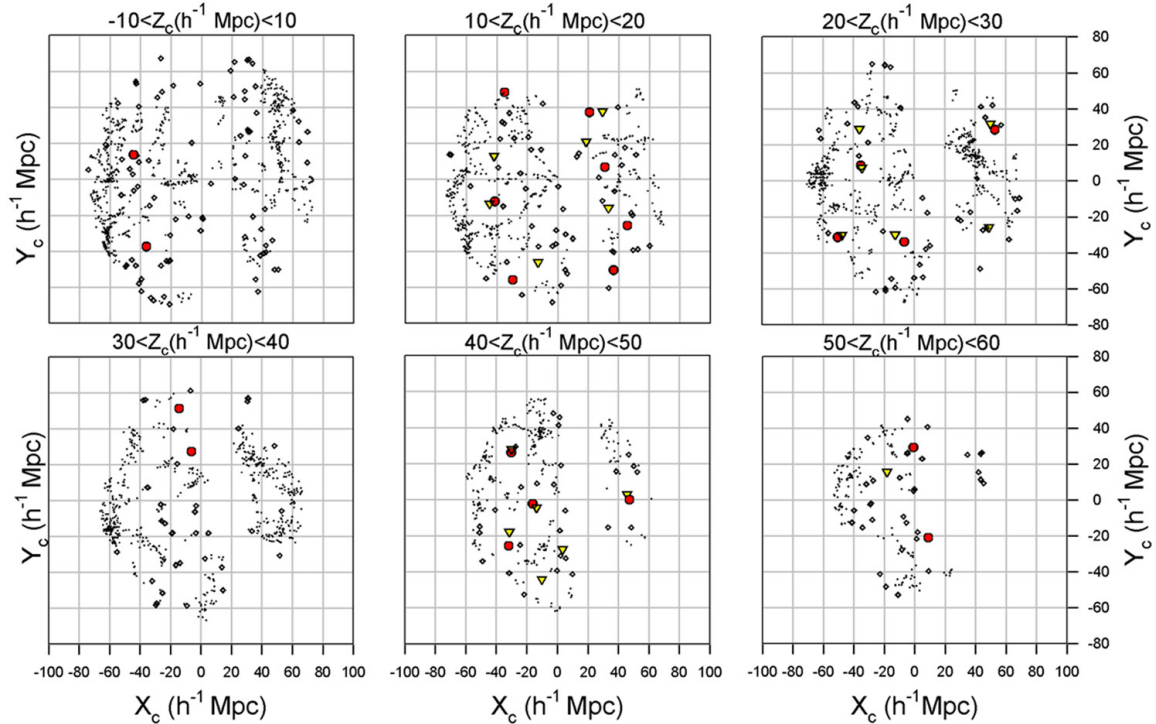 -10<Z_c(h⁻¹ Mpc)<10 10<Z_c(h⁻¹ Mpc)<20 20<Z_c(h⁻¹ Mpc)<30
Y_c (h⁻¹ Mpc)
80
60
40
20
0
-20
-40
-60
-80
Y_c (h⁻¹ Mpc)
30<Z_c(h⁻¹ Mpc)<40 40<Z_c(h⁻¹ Mpc)<50 50<Z_c(h⁻¹ Mpc)<60
Y_c (h⁻¹ Mpc)
80
60
40
20
0
-20
-40
-60
-80
Y_c (h⁻¹ Mpc)
-100 -80 -60 -40 -20 0 20 40 60 80 100 -100 -80 -60 -40 -20 0 20 40 60 80 100 -100 -80 -60 -40 -20 0 20 40 60 80 100
X_c (h⁻¹ Mpc) X_c (h⁻¹ Mpc) X_c (h⁻¹ Mpc)